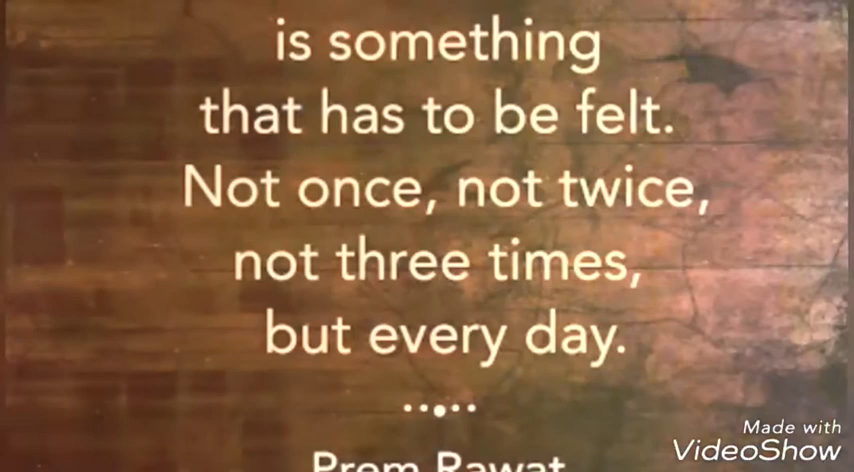 is something
that has to be felt.
Not once, not twice,
not three times,
but every day.
Prem Rawat
Made with
VideoShow